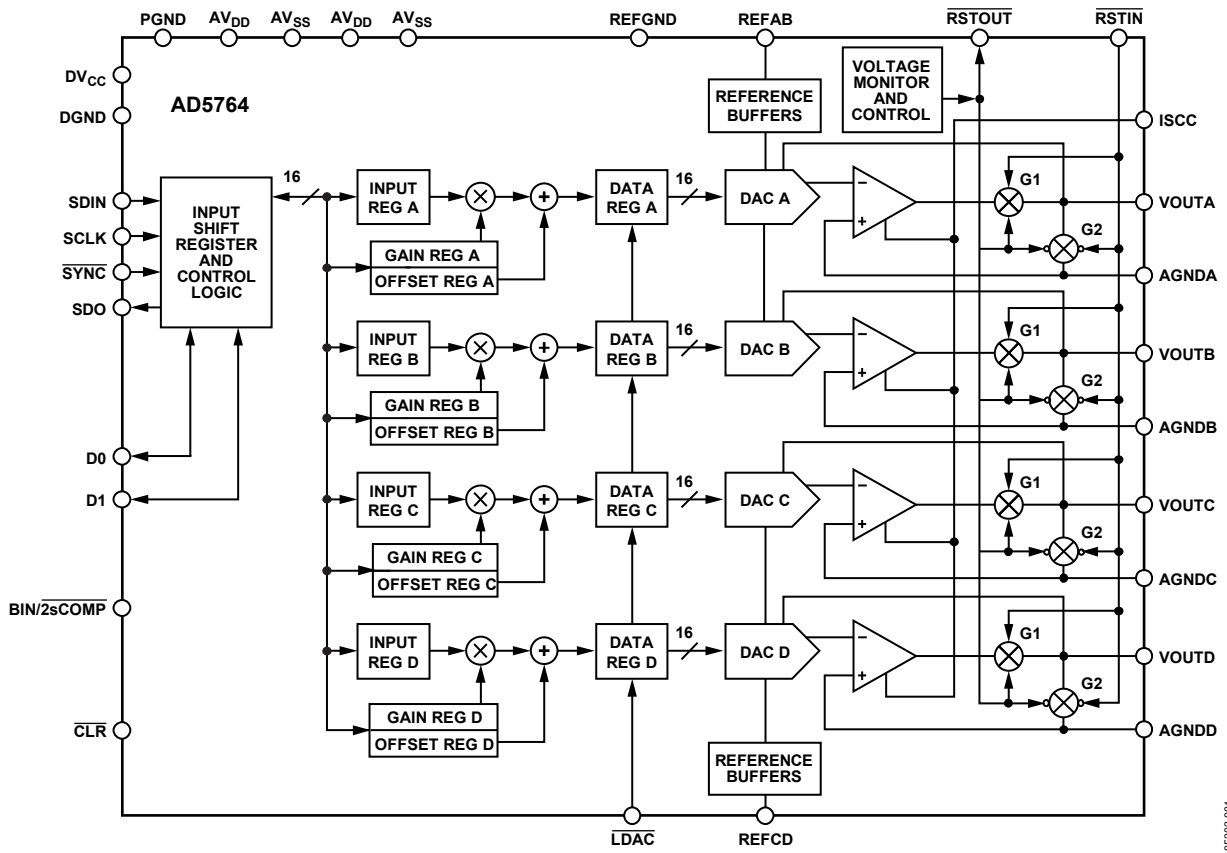 PGND AVDD AVSS AVDD AVSS REFGND REFAB RSTOUT RSTIN
DVCC
DGND
AD5764
REFERENCE
BUFFERS
VOLTAGE
MONITOR
AND
CONTROL
ISCC
SDIN
SCLK
SYNC
SDO
INPUT
SHIFT
REGISTER
AND
CONTROL
LOGIC
16
INPUT
REG A
×
+
GAIN REG A
OFFSET REG A
DATA
REG A
16
DAC A
−
+
G1
G2
VOUTA
AGNDA
INPUT
REG B
×
+
GAIN REG B
OFFSET REG B
DATA
REG B
16
DAC B
−
+
G1
G2
VOUTB
AGNDB
D0
D1
INPUT
REG C
×
+
GAIN REG C
OFFSET REG C
DATA
REG C
16
DAC C
−
+
G1
G2
VOUTC
AGNDC
BIN/2sCOMP
INPUT
REG D
×
+
GAIN REG D
OFFSET REG D
DATA
REG D
16
DAC D
−
+
G1
G2
VOUTD
AGNDD
CLR
REFERENCE
BUFFERS
LDAC REFCD